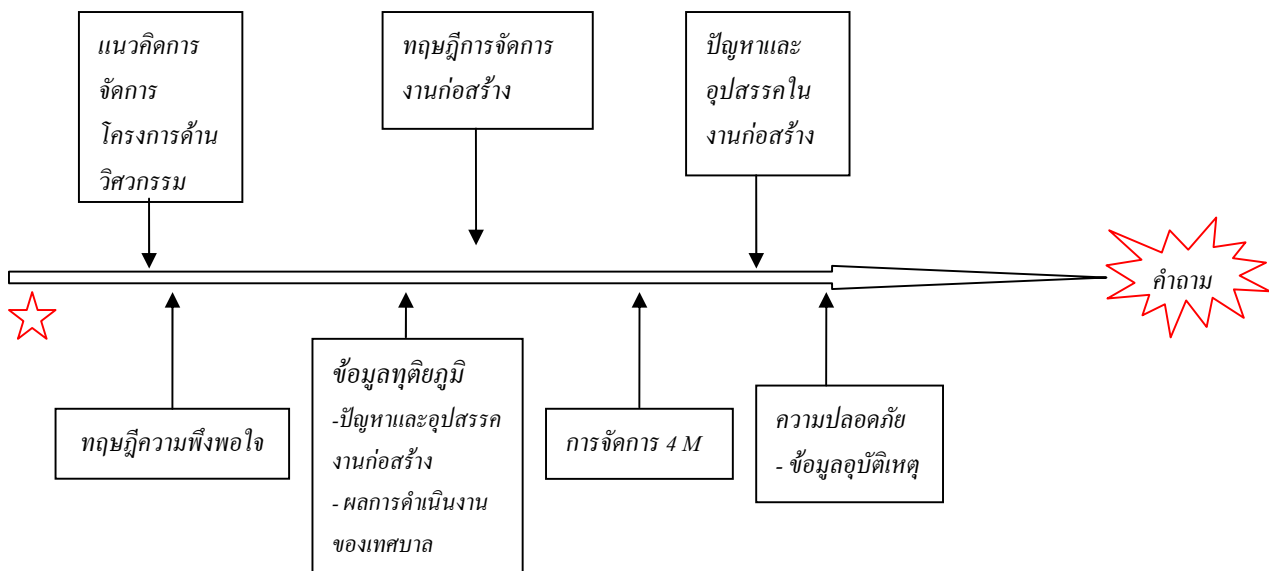 แนวคิดการ
จัดการ
โครงการด้าน
วิศวกรรม
ทฤษฎีการจัดการ
งานก่อสร้าง
ปัญหาและ
อุปสรรคใน
งานก่อสร้าง
คำถาม
ทฤษฎีความพึงพอใจ
ข้อมูลทุติยภูมิ
-ปัญหาและอุปสรรค
งานก่อสร้าง
- ผลการดำเนินงาน
ของเทศบาล
การจัดการ 4 M
ความปลอดภัย
- ข้อมูลอุบัติเหตุ